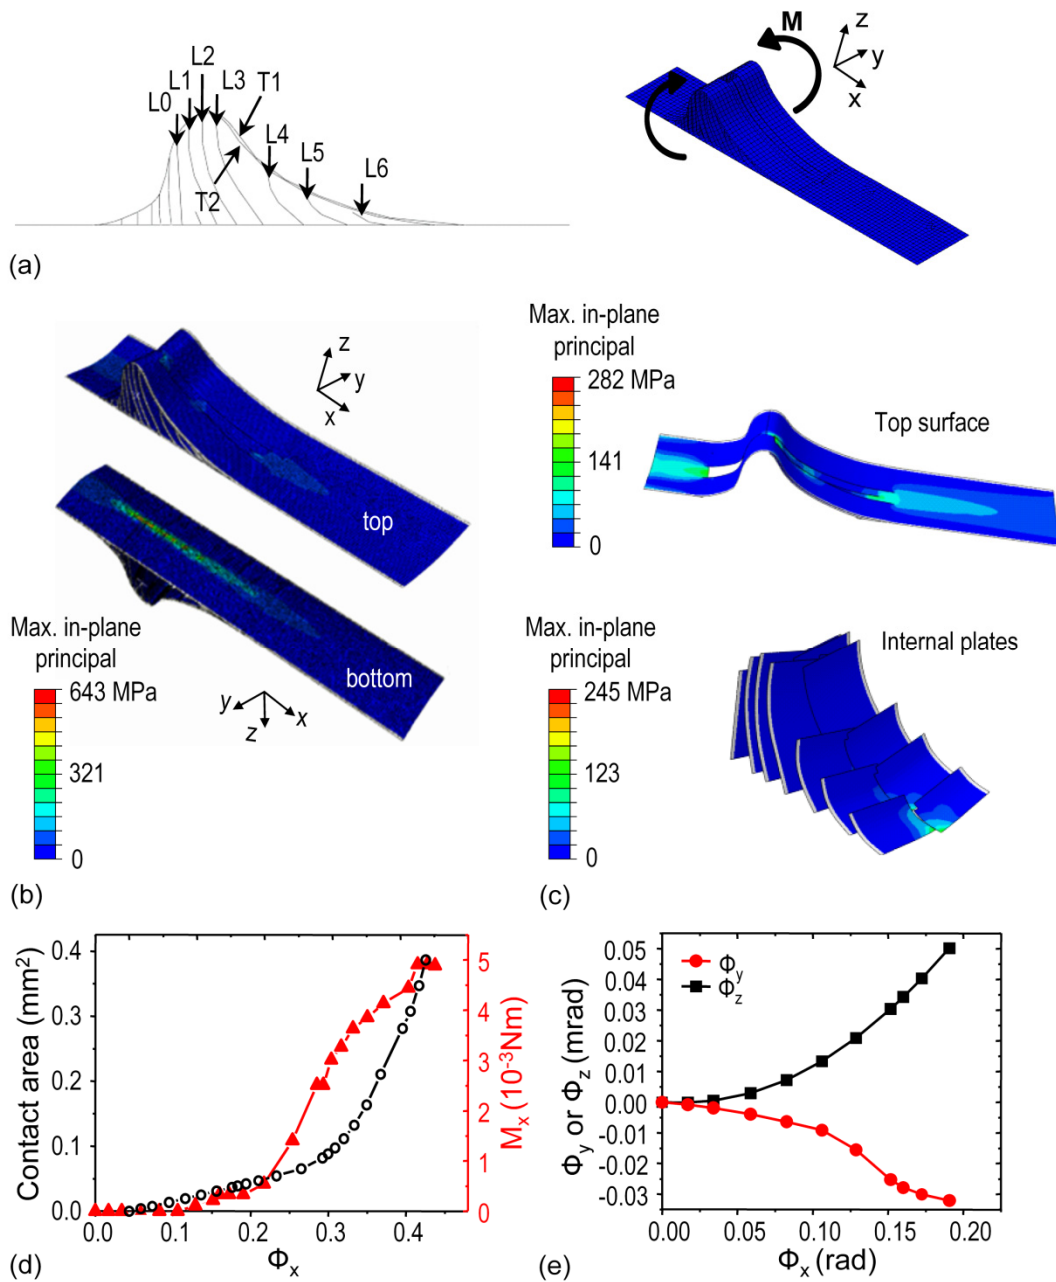 L2
L1
L3
L0
T1
L4
L5
L6
T2
(a)
M
z
y
x
z
y
x
top
bottom
Max. in-plane
principal
643 MPa
321
0
y
z
x
(b)
Max. in-plane
principal
282 MPa
141
0
Top surface
Max. in-plane
principal
245 MPa
123
0
Internal plates
(c)
Contact area (mm²)
0.4
0.3
0.2
0.1
0.0
0.0 0.1 0.2 0.3 0.4
Φx
5
4
3
2
1
0
Mx (10⁻³Nm)
(d)
Φy or Φz (mrad)
0.05
0.04
0.03
0.02
0.01
0.00
-0.01
-0.02
-0.03
Φy
Φz
0.00 0.05 0.10 0.15 0.20
Φx (rad)
(e)